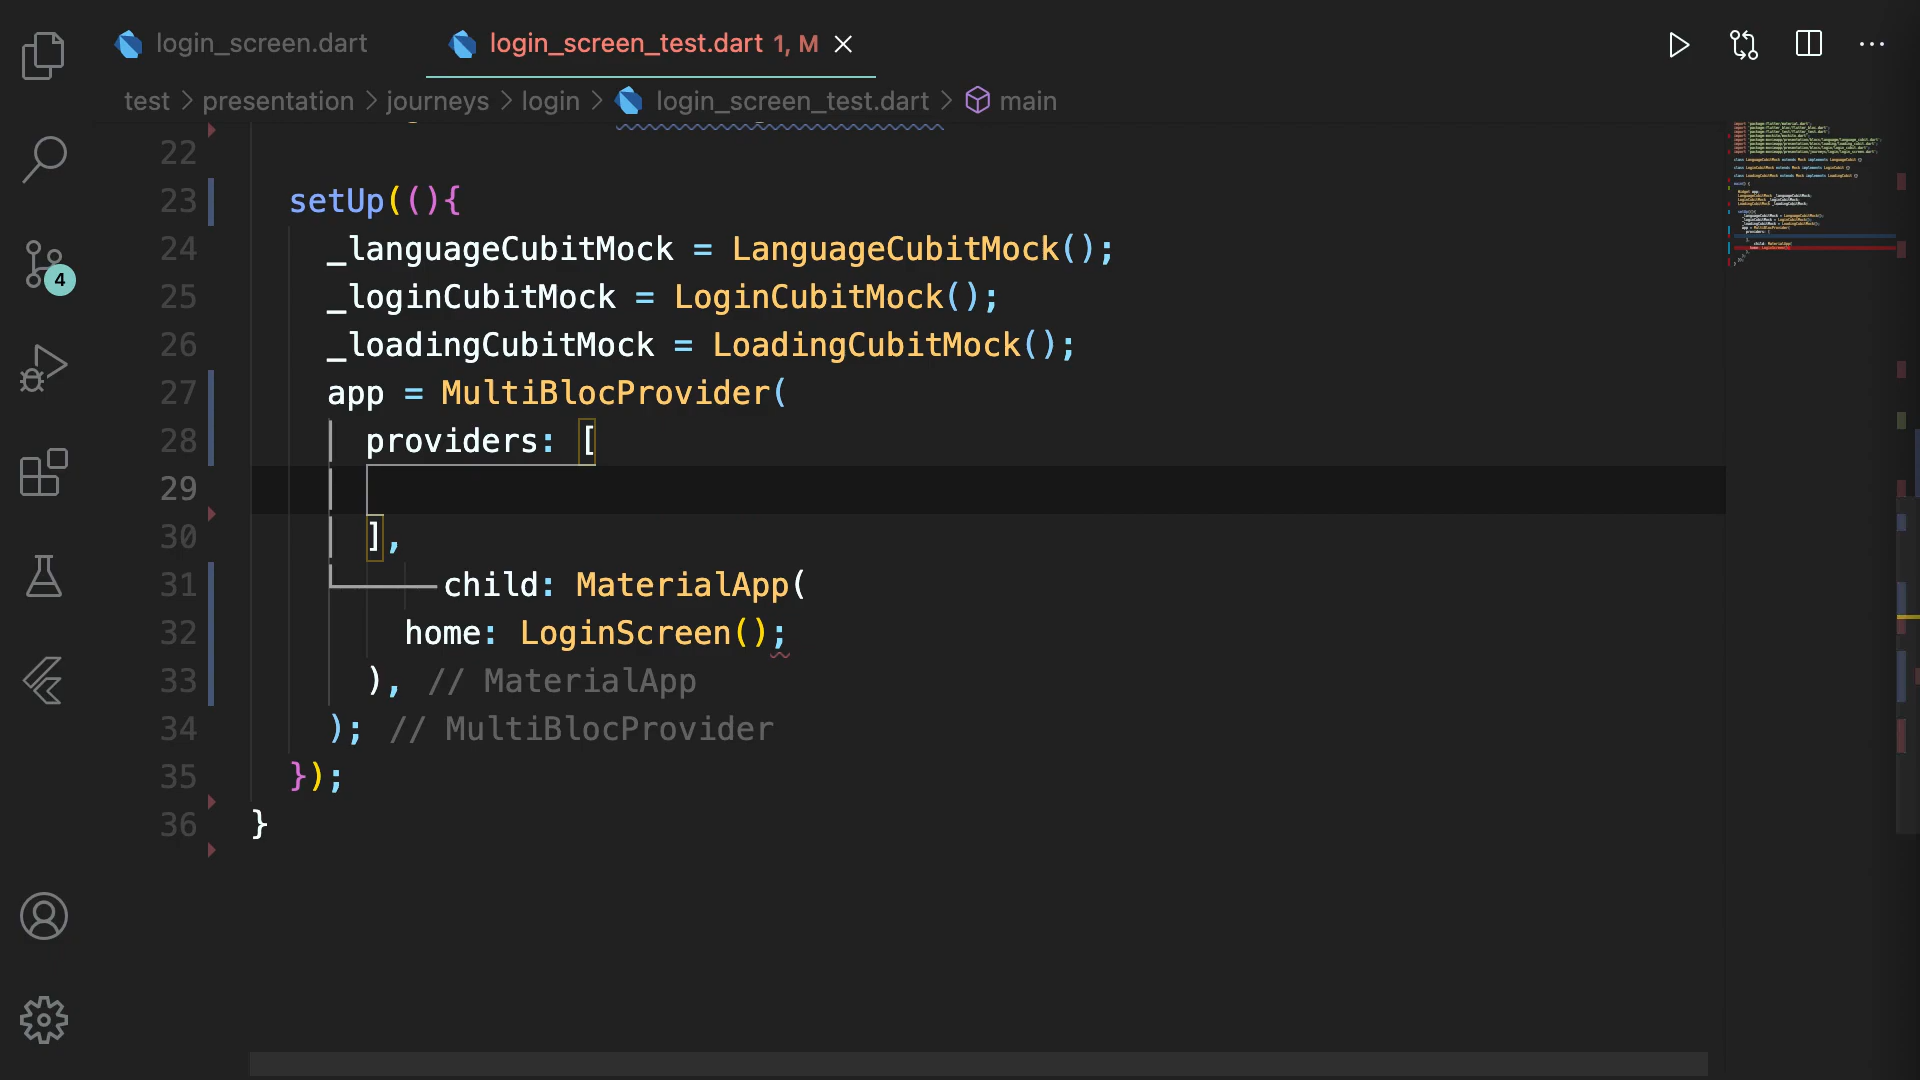 login_screen.dart
login_screen_test.dart 1, M
test > presentation > journeys > login > login_screen_test.dart > main
22
23 setUp((){
24 _languageCubitMock = LanguageCubitMock();
25 _loginCubitMock = LoginCubitMock();
26 _loadingCubitMock = LoadingCubitMock();
27 app = MultiBlocProvider(
28 providers: [
29
30 ],
31 child: MaterialApp(
32 home: LoginScreen();
33 ), // MaterialApp
34 ); // MultiBlocProvider
35 });
36 }
4